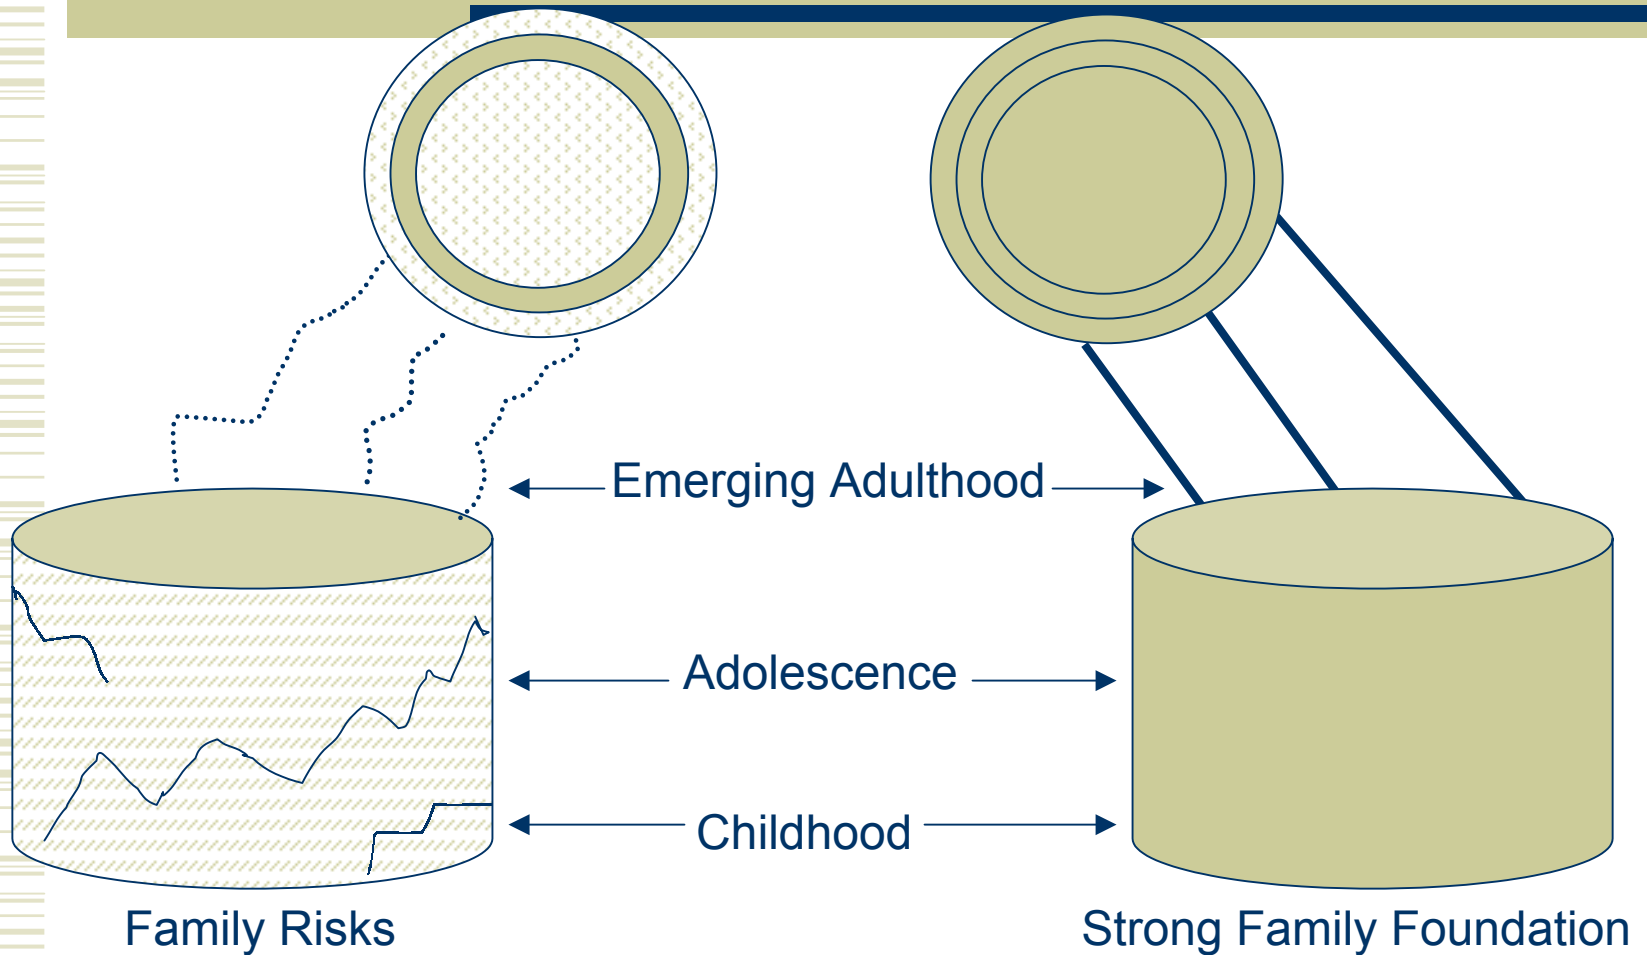 Emerging Adulthood
Adolescence
Childhood
Family Risks
Strong Family Foundation